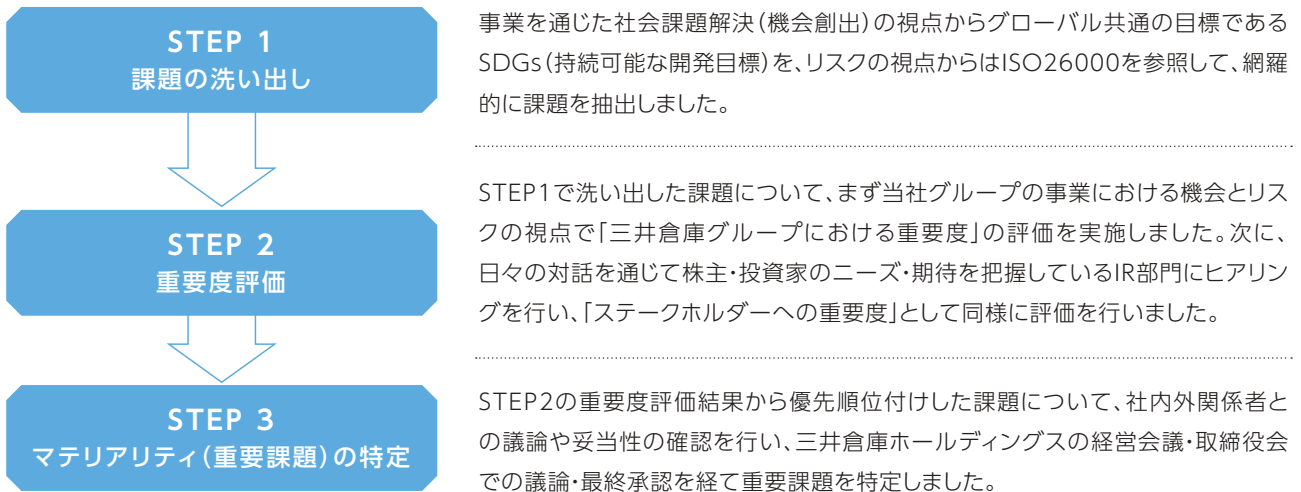 STEP 1
課題の洗い出し
事業を通じた社会課題解決(機会創出)の視点からグローバル共通の目標である
SDGs(持続可能な開発目標)を、リスクの視点からはISO26000を参照して、網羅
的に課題を抽出しました。
STEP 2
重要度評価
STEP1で洗い出した課題について、まず当社グループの事業における機会とリス
クの視点で「三井倉庫グループにおける重要度」の評価を実施しました。次に、
日々の対話を通じて株主・投資家のニーズ・期待を把握しているIR部門にヒアリン
グを行い、「ステークホルダーへの重要度」として同様に評価を行いました。
STEP 3
マテリアリティ(重要課題)の特定
STEP2の重要度評価結果から優先順位付けした課題について、社内外関係者と
の議論や妥当性の確認を行い、三井倉庫ホールディングスの経営会議・取締役会
での議論・最終承認を経て重要課題を特定しました。